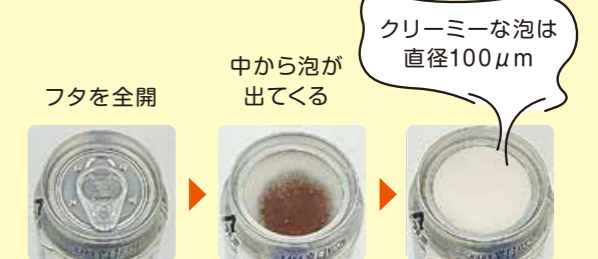 フタを全開
中から泡が
出てくる
クリーミーな泡は
直径100μm